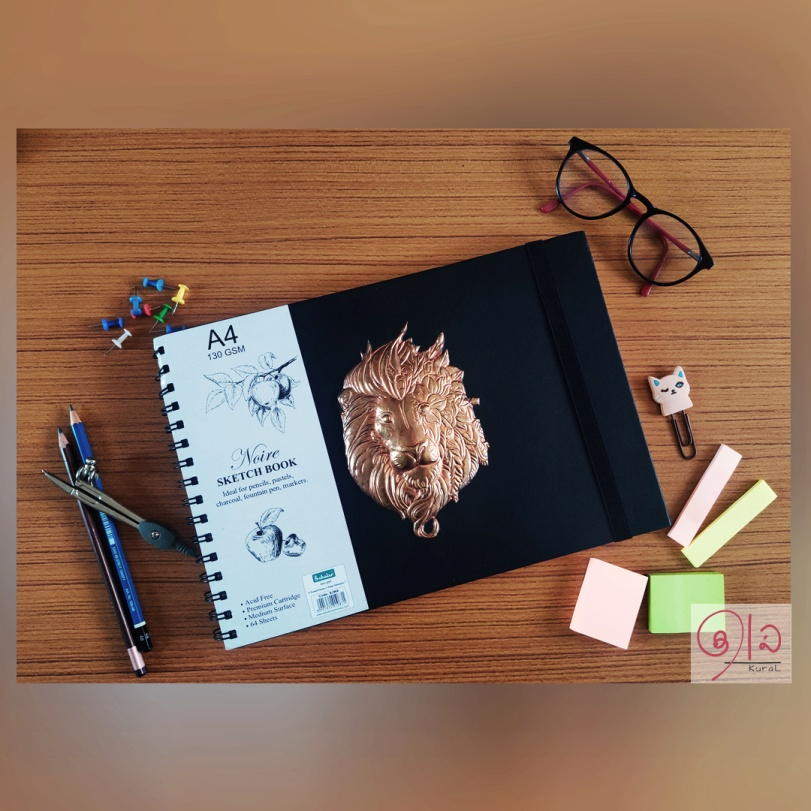 A4
130 GSM
Noire
SKETCH BOOK
Ideal for pencils, pastels,
charcoal, fountain pen, markers.
• Acid Free
• Premium Cartridge
• Medium Surface
• 64 Sheets
Scholar
KuraL